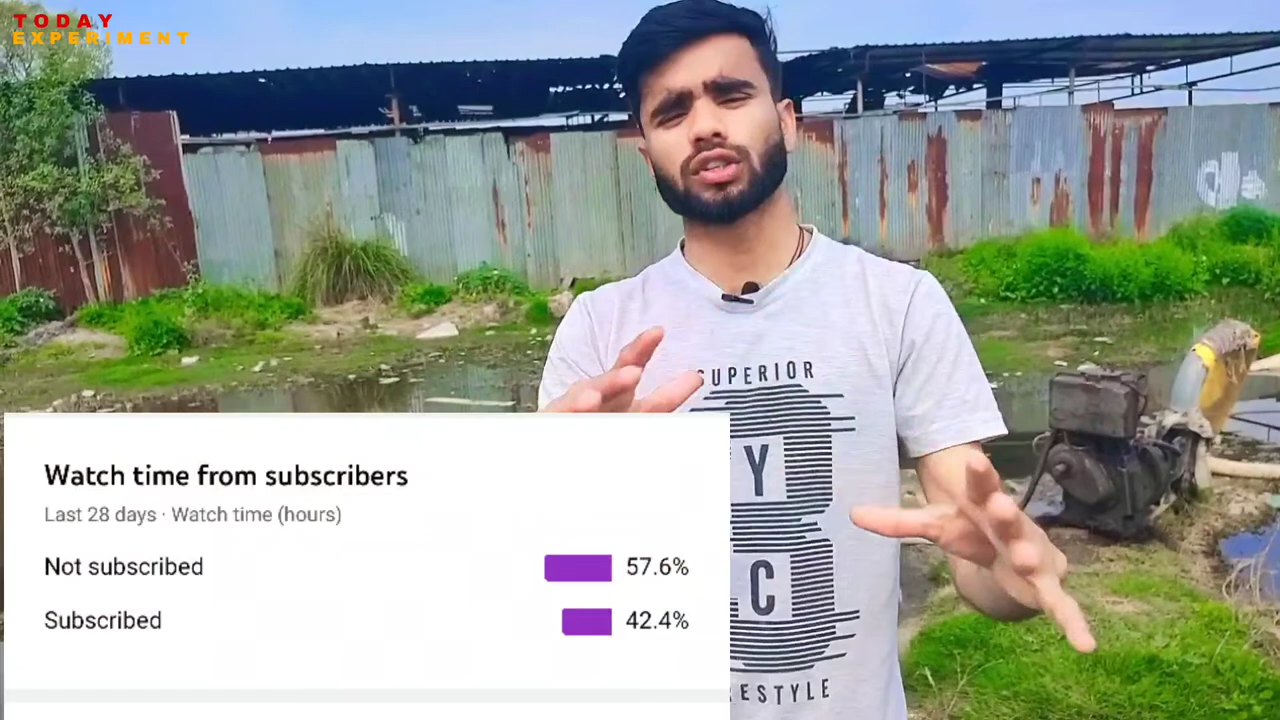 TODAY
EXPERIMENT
SUPERIOR
Y
C
ESTYLE
Watch time from subscribers
Last 28 days · Watch time (hours)
Not subscribed 57.6%
Subscribed 42.4%